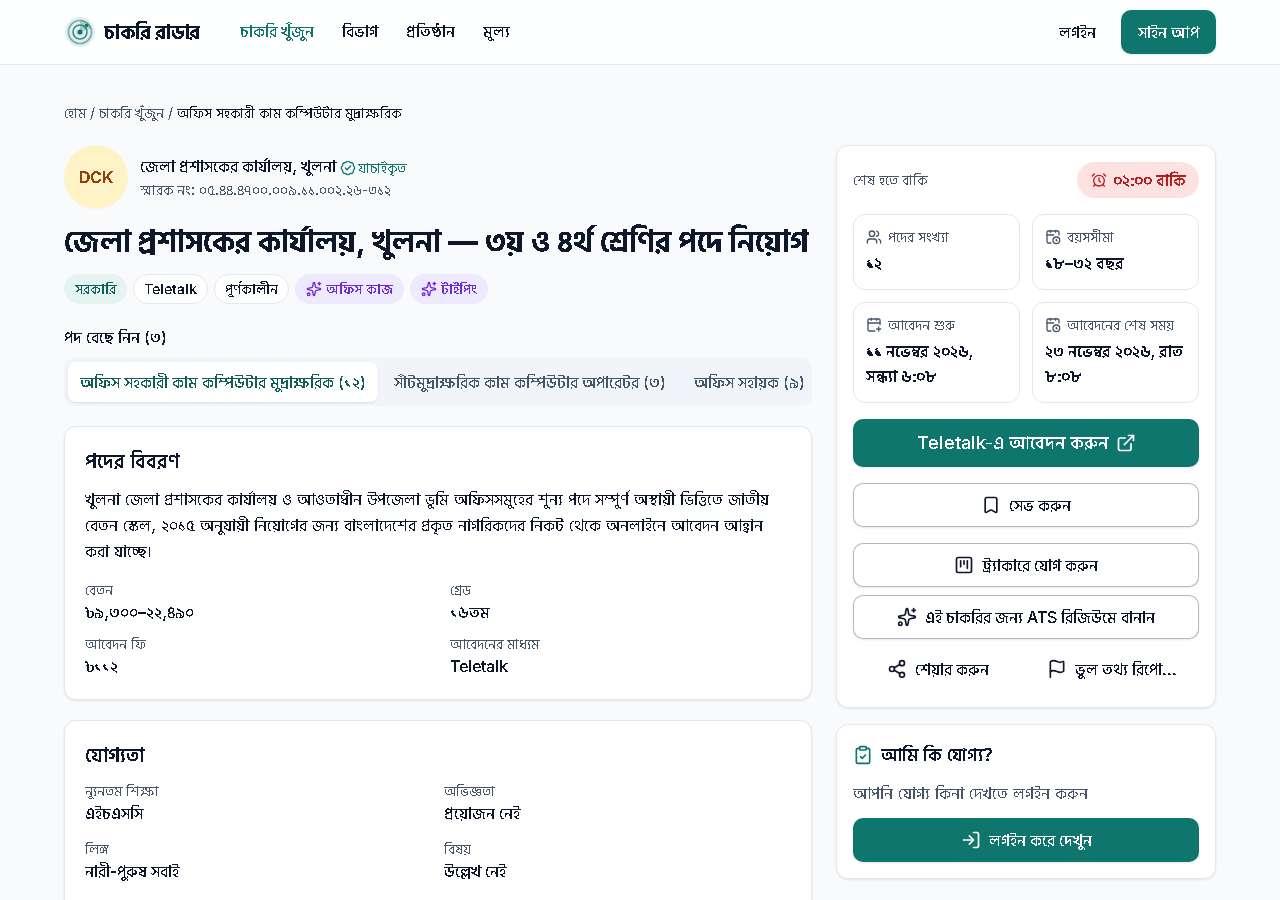 চাকরি রাডার
চাকরি খুঁজুন
বিভাগ
প্রতিষ্ঠান
মূল্য
লগইন
সাইন আপ
হোম / চাকরি খুঁজুন / অফিস সহকারী কাম কম্পিউটার মুদ্রাক্ষরিক
DCK
জেলা প্রশাসকের কার্যালয়, খুলনা যাচাইকৃত
স্মারক নং: ০৫.৪৪.৪৭০০.০০৯.১১.০০২.২৬-৩১২
জেলা প্রশাসকের কার্যালয়, খুলনা — ৩য় ও ৪র্থ শ্রেণির পদে নিয়োগ
সরকারি
Teletalk
পূর্ণকালীন
অফিস কাজ
টাইপিং
পদ বেছে নিন (৩)
অফিস সহকারী কাম কম্পিউটার মুদ্রাক্ষরিক (১২)
সাঁটমুদ্রাক্ষরিক কাম কম্পিউটার অপারেটর (৩)
অফিস সহায়ক (৯)
পদের বিবরণ
খুলনা জেলা প্রশাসকের কার্যালয় ও আওতাধীন উপজেলা ভূমি অফিসসমূহের শূন্য পদে সম্পূর্ণ অস্থায়ী ভিত্তিতে জাতীয়
বেতন স্কেল, ২০১৫ অনুযায়ী নিয়োগের জন্য বাংলাদেশের প্রকৃত নাগরিকদের নিকট থেকে অনলাইনে আবেদন আহ্বান
করা যাচ্ছে।
বেতন
৳৯,৩০০–২২,৪৯০
গ্রেড
১৬তম
আবেদন ফি
৳১১২
আবেদনের মাধ্যম
Teletalk
যোগ্যতা
ন্যূনতম শিক্ষা
এইচএসসি
অভিজ্ঞতা
প্রয়োজন নেই
লিঙ্গ
নারী-পুরুষ সবাই
বিষয়
উল্লেখ নেই
শেষ হতে বাকি
০২:০০ বাকি
পদের সংখ্যা
১২
বয়সসীমা
১৮–৩২ বছর
আবেদন শুরু
১১ নভেম্বর ২০২৬,
সন্ধ্যা ৬:০৮
আবেদনের শেষ সময়
২৩ নভেম্বর ২০২৬, রাত
৮:০৮
Teletalk-এ আবেদন করুন
সেভ করুন
ট্র্যাকারে যোগ করুন
এই চাকরির জন্য ATS রিজিউমে বানান
শেয়ার করুন
ভুল তথ্য রিপো...
আমি কি যোগ্য?
আপনি যোগ্য কিনা দেখতে লগইন করুন
লগইন করে দেখুন